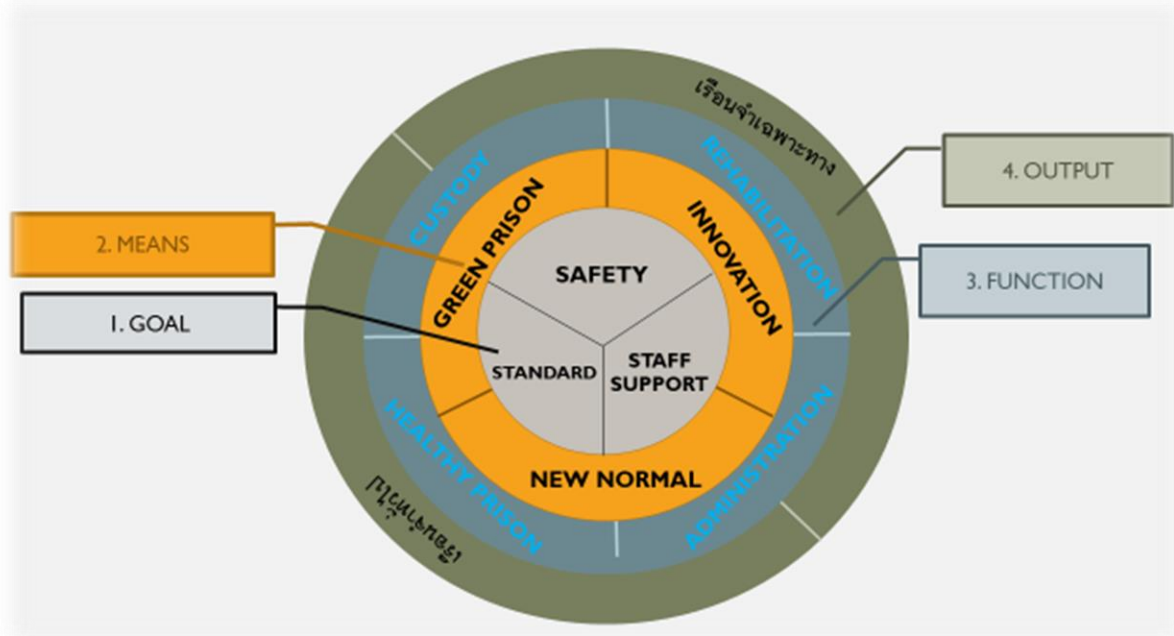 เรือนจำเฉพาะทาง
4. OUTPUT
REHABILITATION
CUSTODY
GREEN PRISON
INNOVATION
2. MEANS
SAFETY
3. FUNCTION
1. GOAL
STANDARD
STAFF
SUPPORT
HEALTHY PRISON
ADMINISTRATION
NEW NORMAL
เรือนจำทั่วไป